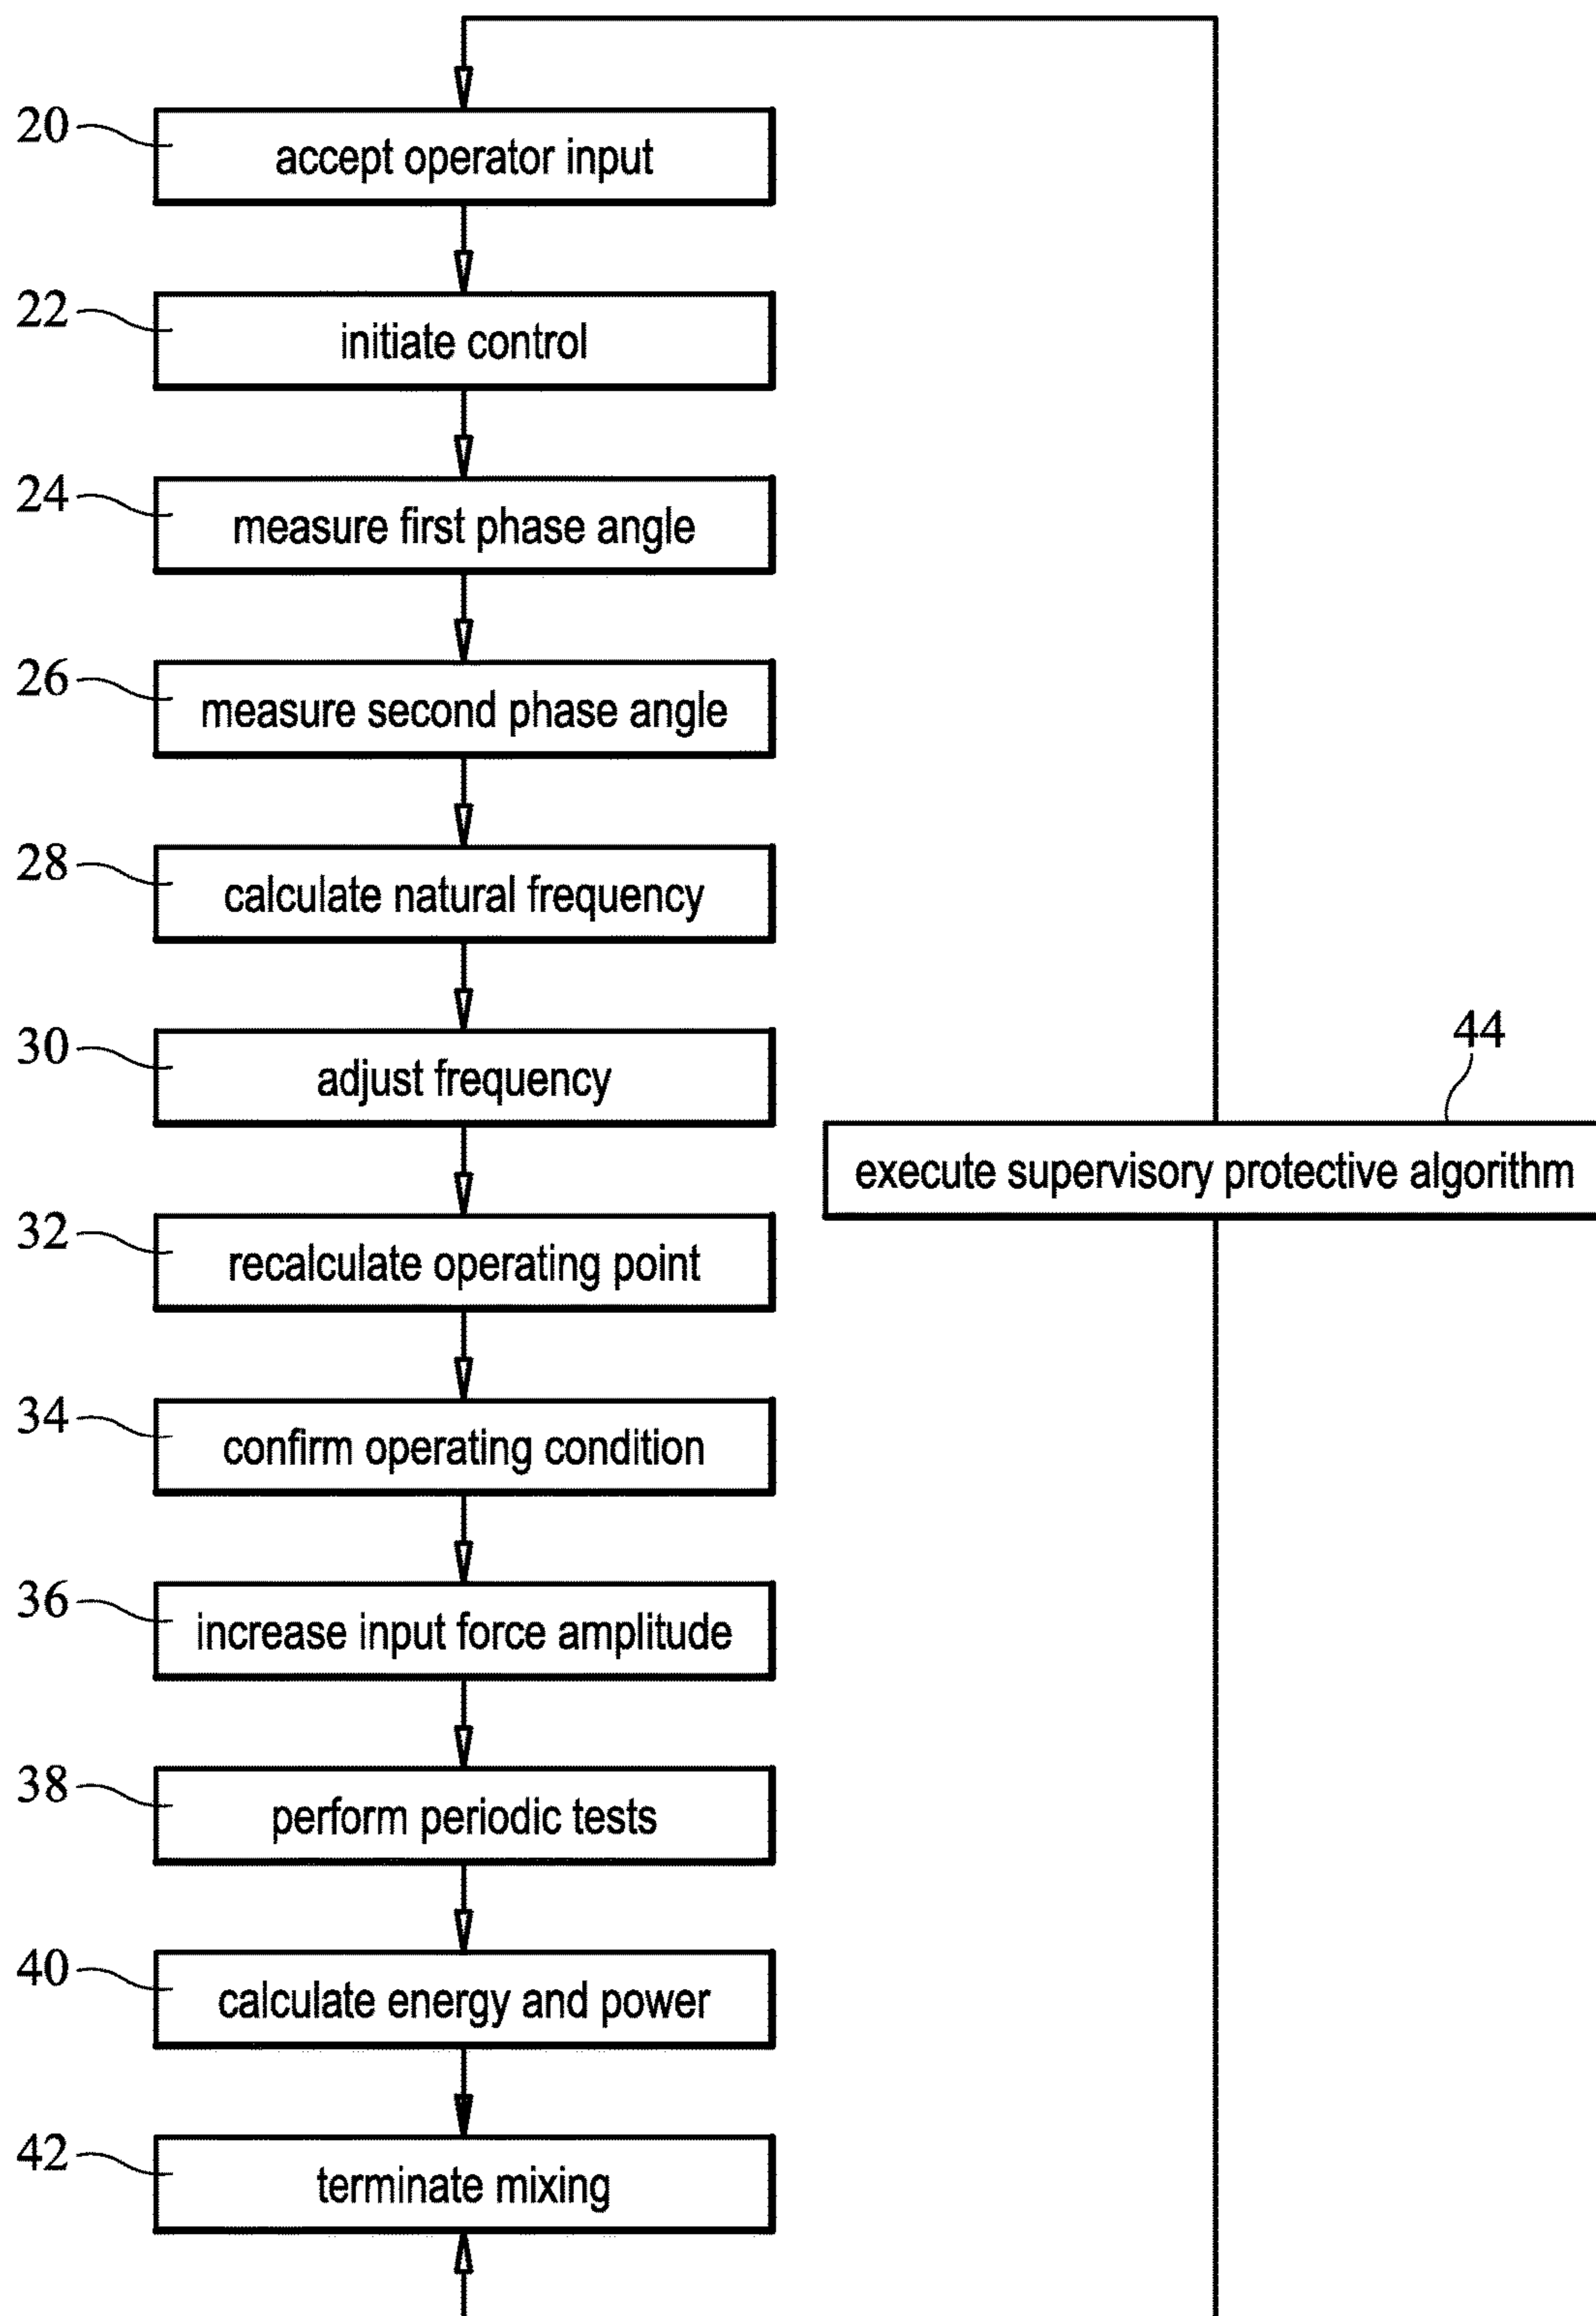 20
accept operator input
22
initiate control
24
measure first phase angle
26
measure second phase angle
28
calculate natural frequency
30
adjust frequency
44
execute supervisory protective algorithm
32
recalculate operating point
34
confirm operating condition
36
increase input force amplitude
38
perform periodic tests
40
calculate energy and power
42
terminate mixing